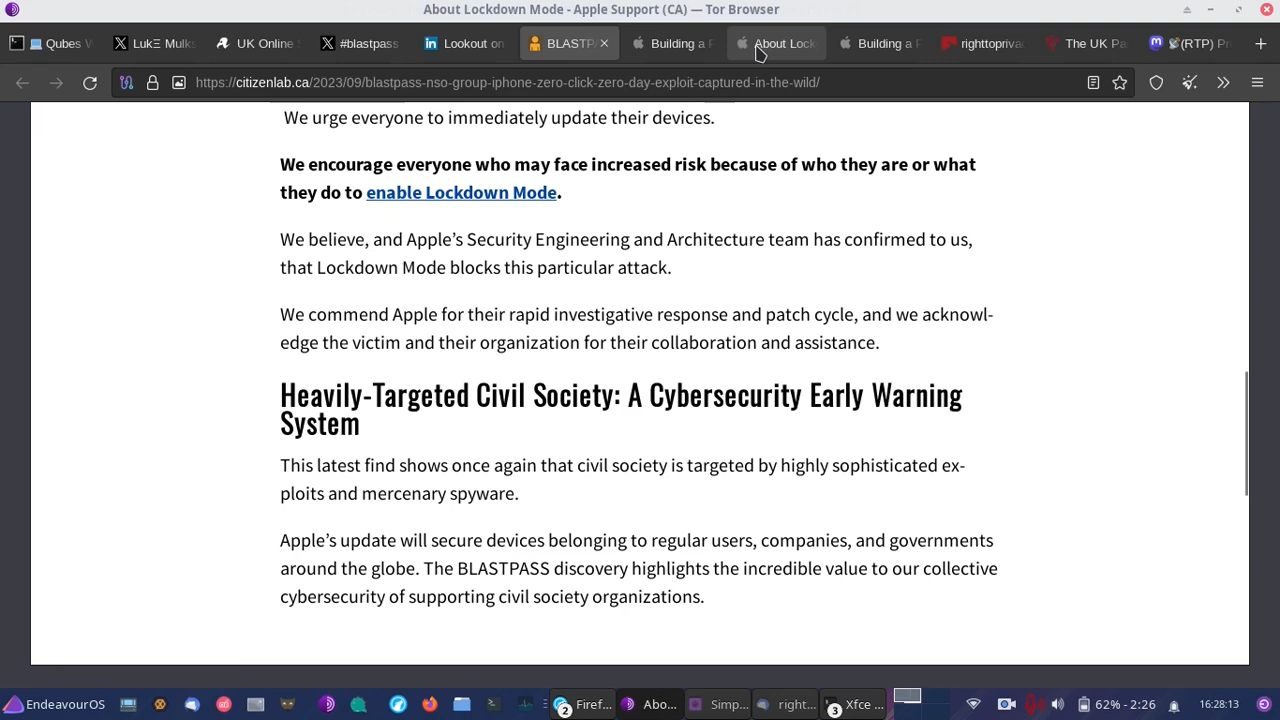 About Lockdown Mode - Apple Support (CA) — Tor Browser
Qubes W
LukΞ Mulks
UK Online S
#blastpass
Lookout on
BLASTPA
Building a F
About Lock
Building a F
righttopriva
The UK Pa
(RTP) Pr
https://citizenlab.ca/2023/09/blastpass-nso-group-iphone-zero-click-zero-day-exploit-captured-in-the-wild/
We urge everyone to immediately update their devices.
We encourage everyone who may face increased risk because of who they are or what
they do to enable Lockdown Mode.
We believe, and Apple’s Security Engineering and Architecture team has confirmed to us,
that Lockdown Mode blocks this particular attack.
We commend Apple for their rapid investigative response and patch cycle, and we acknowl-
edge the victim and their organization for their collaboration and assistance.
Heavily-Targeted Civil Society: A Cybersecurity Early Warning
System
This latest find shows once again that civil society is targeted by highly sophisticated ex-
ploits and mercenary spyware.
Apple’s update will secure devices belonging to regular users, companies, and governments
around the globe. The BLASTPASS discovery highlights the incredible value to our collective
cybersecurity of supporting civil society organizations.
EndeavourOS
2
Firef...
Abo...
Simp...
right...
3
Xfce ...
62% - 2:26
16:28:13